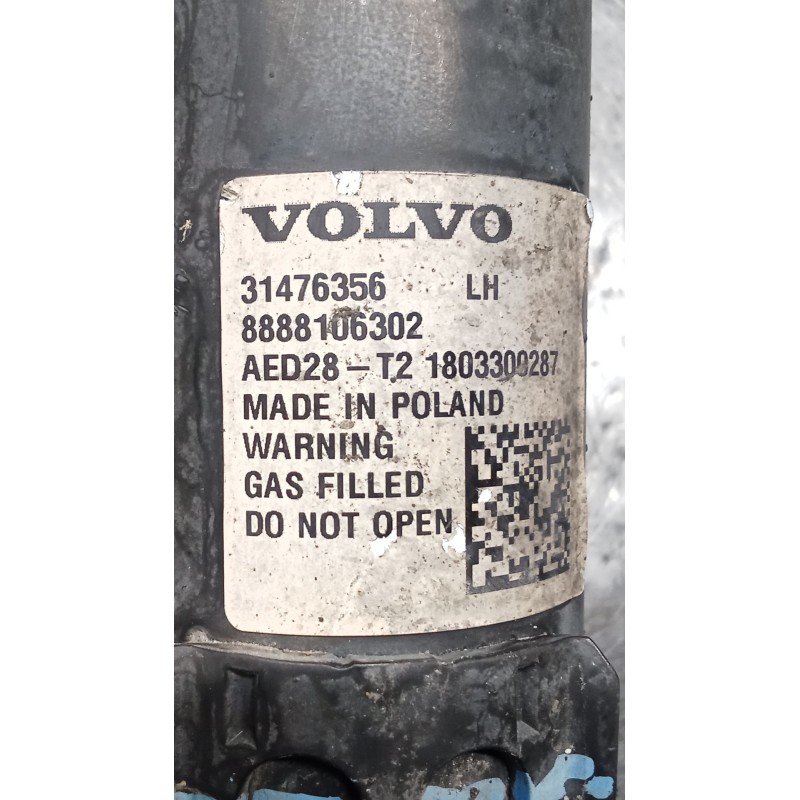 VOLVO
31476356 LH
8888106302
AED28-T2 1803300287
MADE IN POLAND
WARNING
GAS FILLED
DO NOT OPEN